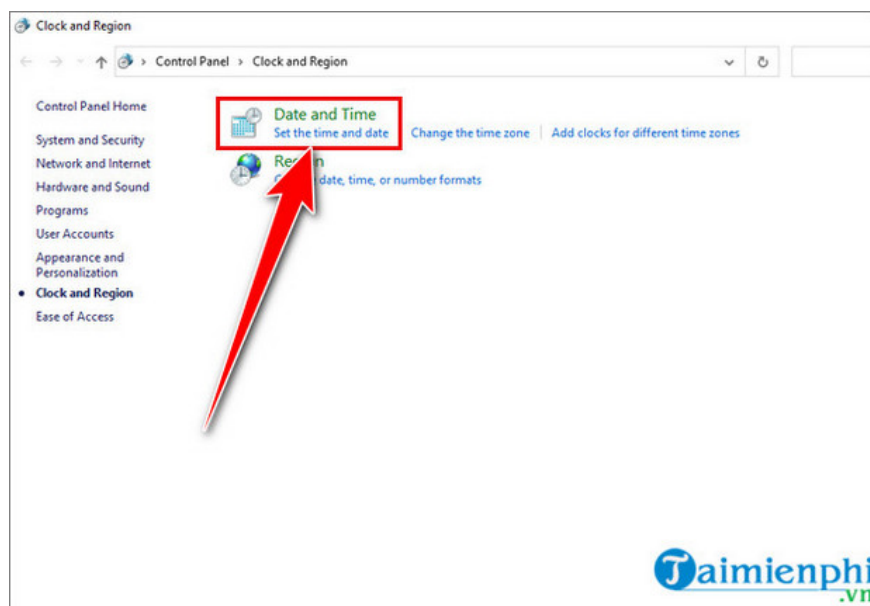 Clock and Region
Control Panel > Clock and Region
Control Panel Home
System and Security
Network and Internet
Hardware and Sound
Programs
User Accounts
Appearance and
Personalization
Clock and Region
Ease of Access
Date and Time
Set the time and date
Change the time zone
Add clocks for different time zones
date, time, or number formats
Taimienphi
.vn